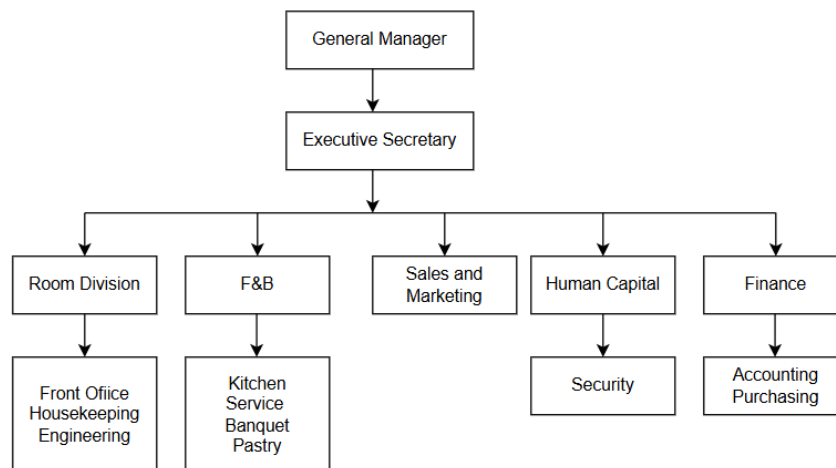 General Manager
Executive Secretary
Room Division
F&B
Sales and
Marketing
Human Capital
Finance
Front Ofiice
Housekeeping
Engineering
Kitchen
Service
Banquet
Pastry
Security
Accounting
Purchasing